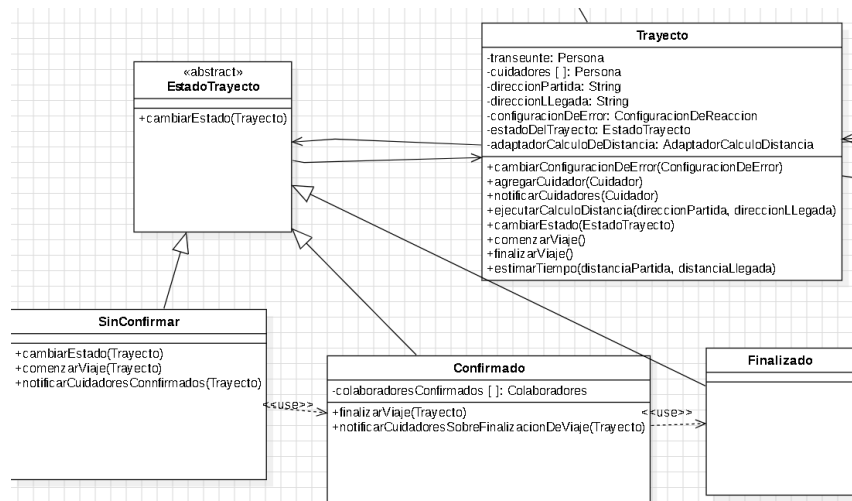 Trayecto
-transeunte: Persona
-cuidadores [ ]: Persona
-direccionPartida: String
-direccionLLegada: String
-configuracionDeError: ConfiguracionDeReaccion
-estadoDelTrayecto: EstadoTrayecto
-adaptadorCalculoDeDistancia: AdaptadorCalculoDistancia
+cambiarConfiguracionDeError(ConfiguracionDeError)
+agregarCuidador(Cuidador)
+notificarCuidadores(Cuidador)
+ejecutarCalculoDistancia(direccionPartida, direccionLLegada)
+cambiarEstado(EstadoTrayecto)
+comenzarViaje()
+finalizarViaje()
+estimarTiempo(distanciaPartida, distanciaLlegada)
«abstract»
EstadoTrayecto
+cambiarEstado(Trayecto)
SinConfirmar
+cambiarEstado(Trayecto)
+comenzarViaje(Trayecto)
+notificarCuidadoresConnfirmados(Trayecto)
<<use>>
Confirmado
-colaboradoresConfirmados [ ]: Colaboradores
+finalizarViaje(Trayecto)
+notificarCuidadoresSobreFinalizacionDeViaje(Trayecto)
<<use>>
Finalizado